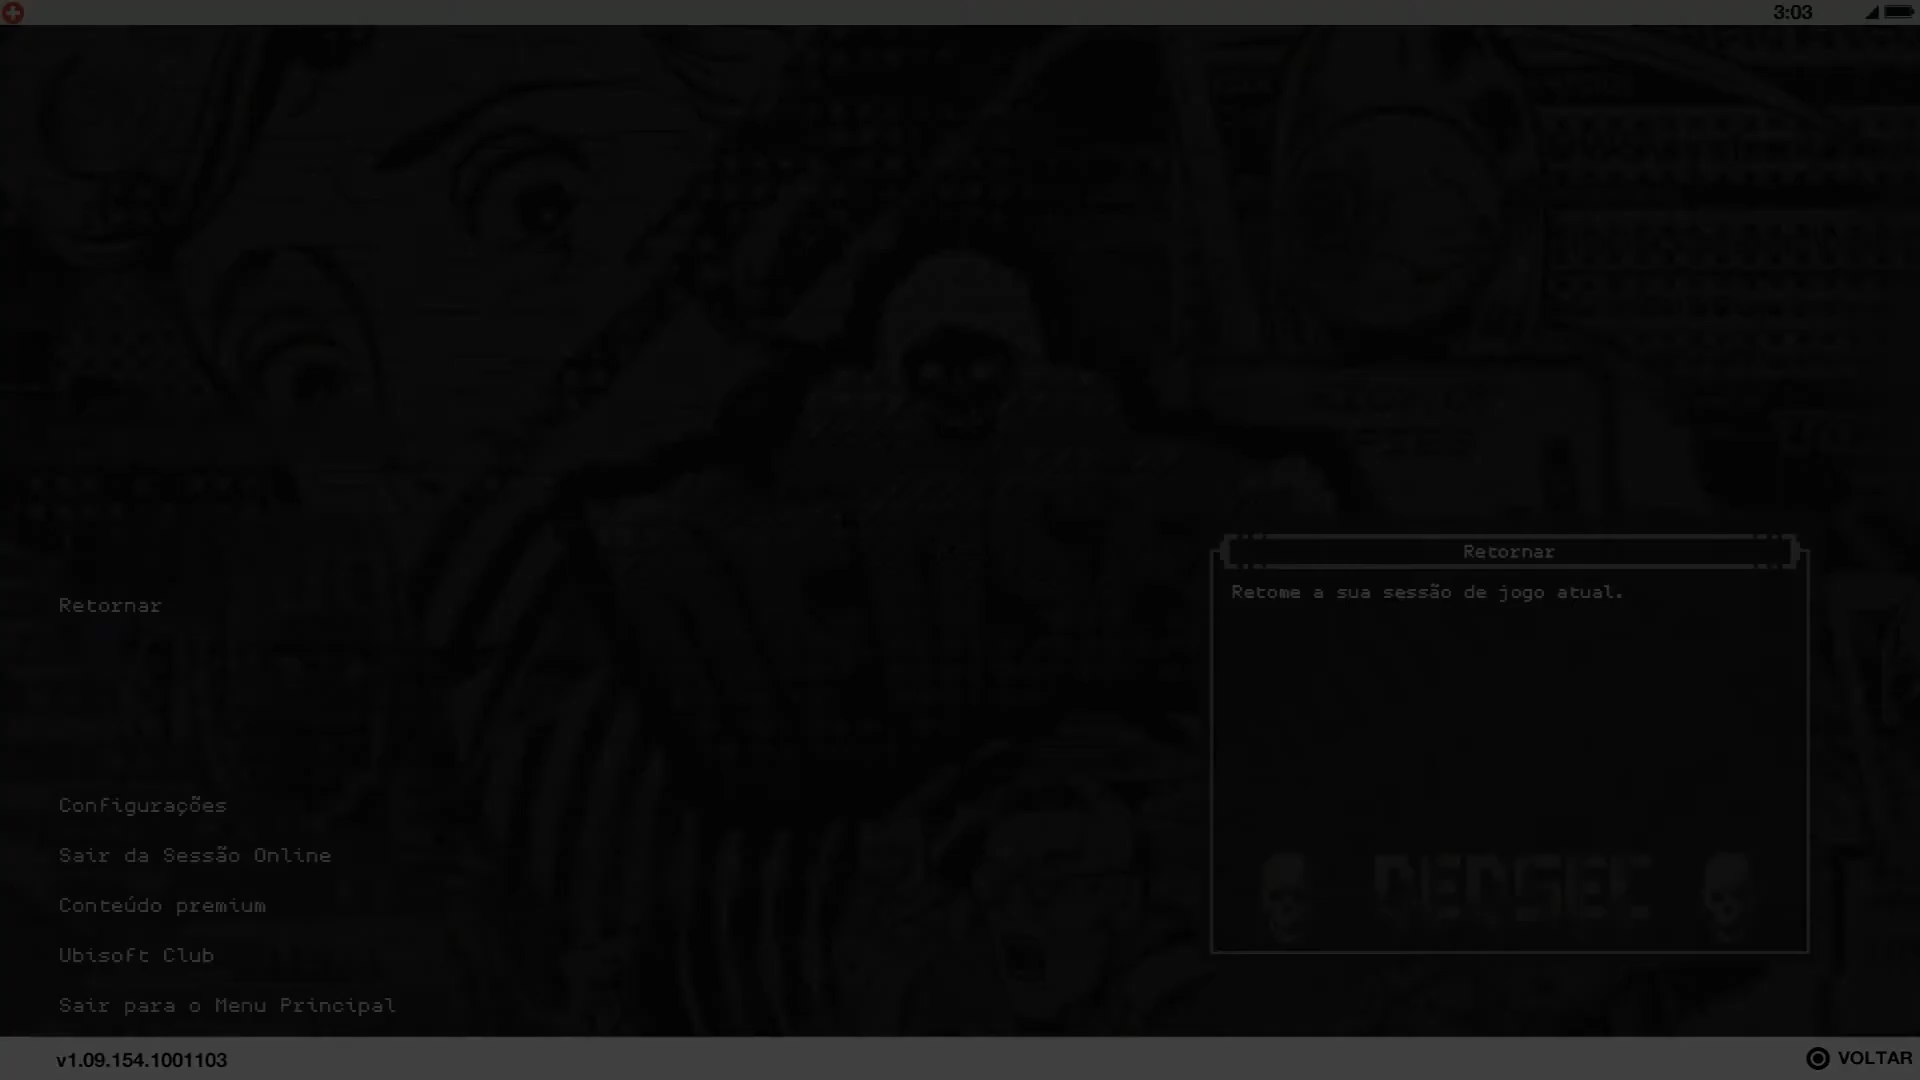 3:03
Retornar
Retome a sua sessão de jogo atual.
Retornar
Configurações
Sair da Sessão Online
Conteúdo premium
Ubisoft Club
Sair para o Menu Principal
DEDSEC
v1.09.154.1001103
VOLTAR